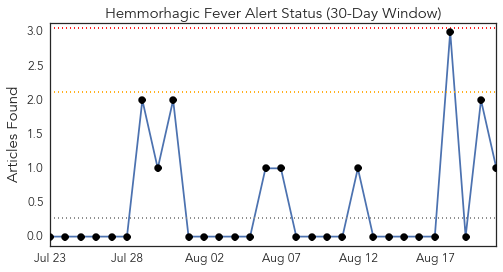 Hemmorhagic Fever Alert Status (30-Day Window)
Articles Found
3.0
2.5
2.0
1.5
1.0
0.5
0.0
Jul 23 Jul 28 Aug 02 Aug 07 Aug 12 Aug 17